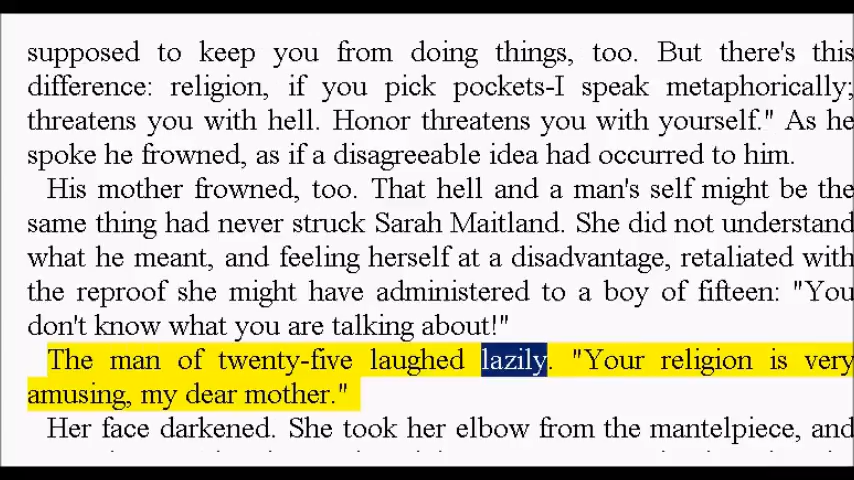 supposed to keep you from doing things, too. But there's this
difference: religion, if you pick pockets-I speak metaphorically;
threatens you with hell. Honor threatens you with yourself." As he
spoke he frowned, as if a disagreeable idea had occurred to him.
His mother frowned, too. That hell and a man's self might be the
same thing had never struck Sarah Maitland. She did not understand
what he meant, and feeling herself at a disadvantage, retaliated with
the reproof she might have administered to a boy of fifteen: "You
don't know what you are talking about!"
The man of twenty-five laughed lazily. "Your religion is very
amusing, my dear mother."
Her face darkened. She took her elbow from the mantelpiece, and